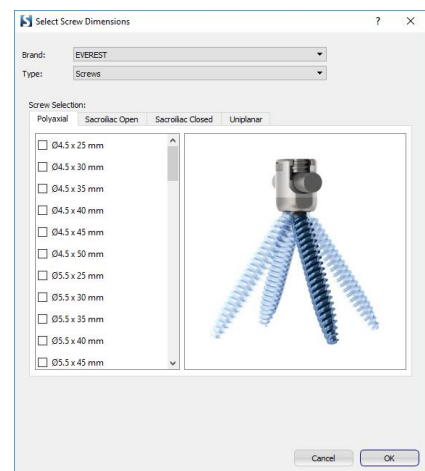 Select Screw Dimensions
Brand: EVEREST
Type: Screws
Screw Selection:
Polyaxial Sacroiliac Open Sacroiliac Closed Uniplanar
Ø4.5 x 25 mm
Ø4.5 x 30 mm
Ø4.5 x 35 mm
Ø4.5 x 40 mm
Ø4.5 x 45 mm
Ø4.5 x 50 mm
Ø5.5 x 25 mm
Ø5.5 x 30 mm
Ø5.5 x 35 mm
Ø5.5 x 40 mm
Ø5.5 x 45 mm
Cancel OK